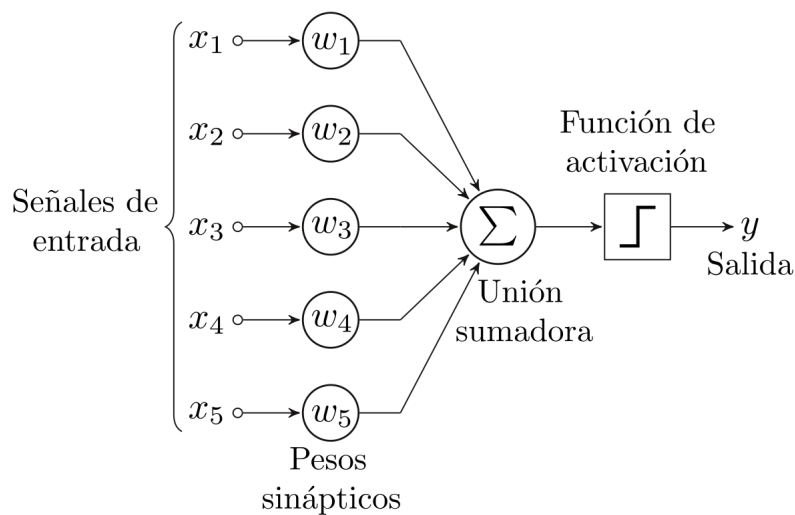 x₁ w₁
x₂ w₂
Función de
activación
Señales de
entrada
x₃ w₃ Σ y
Salida
Unión
sumadora
x₄ w₄
x₅ w₅
Pesos
sinápticos